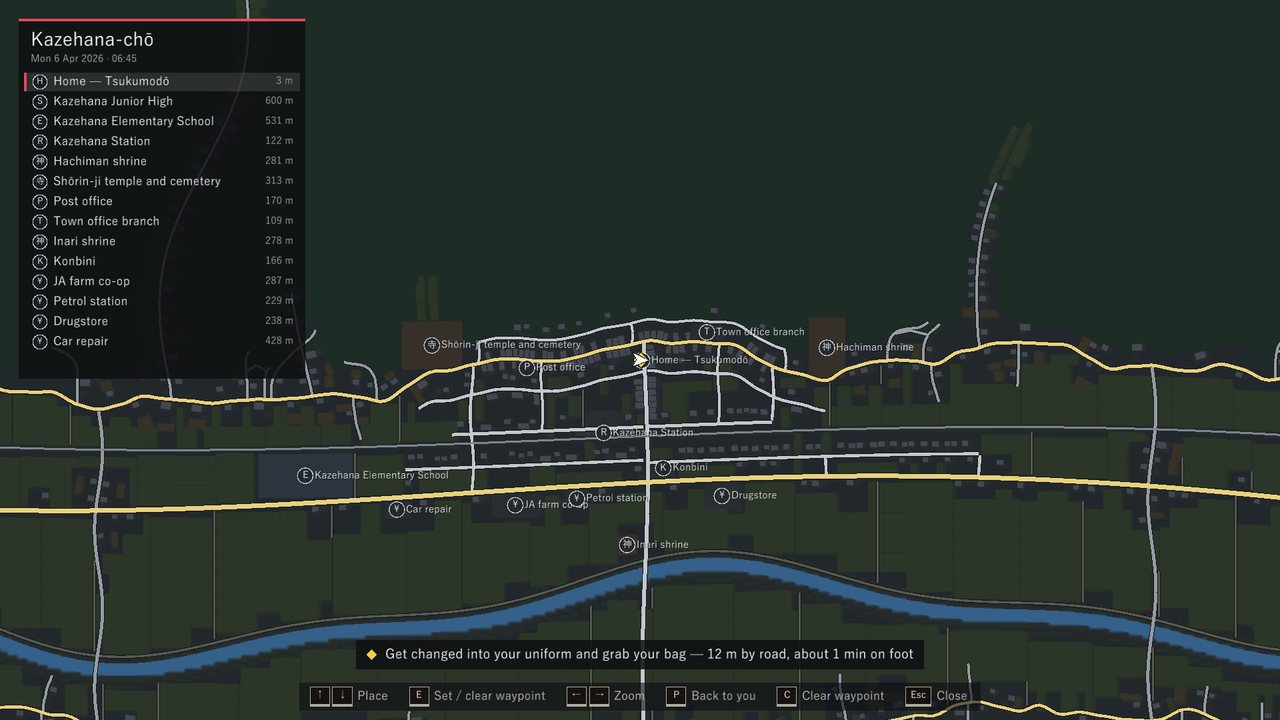 Kazehana-chō
Mon 6 Apr 2026 · 06:45
H Home — Tsukumodō 3 m
S Kazehana Junior High 600 m
E Kazehana Elementary School 531 m
R Kazehana Station 122 m
神 Hachiman shrine 281 m
寺 Shōrin-ji temple and cemetery 313 m
P Post office 170 m
T Town office branch 109 m
神 Inari shrine 278 m
K Konbini 166 m
¥ JA farm co-op 287 m
¥ Petrol station 229 m
¥ Drugstore 238 m
¥ Car repair 428 m
T Town office branch
寺 Shōrin-ji temple and cemetery
神 Hachiman shrine
Home — Tsukumodō
P Post office
R Kazehana Station
K Konbini
E Kazehana Elementary School
¥ Petrol station
¥ Drugstore
¥ JA farm co-op
¥ Car repair
神 Inari shrine
Get changed into your uniform and grab your bag — 12 m by road, about 1 min on foot
↑ ↓ Place E Set / clear waypoint ← → Zoom P Back to you C Clear waypoint Esc Close